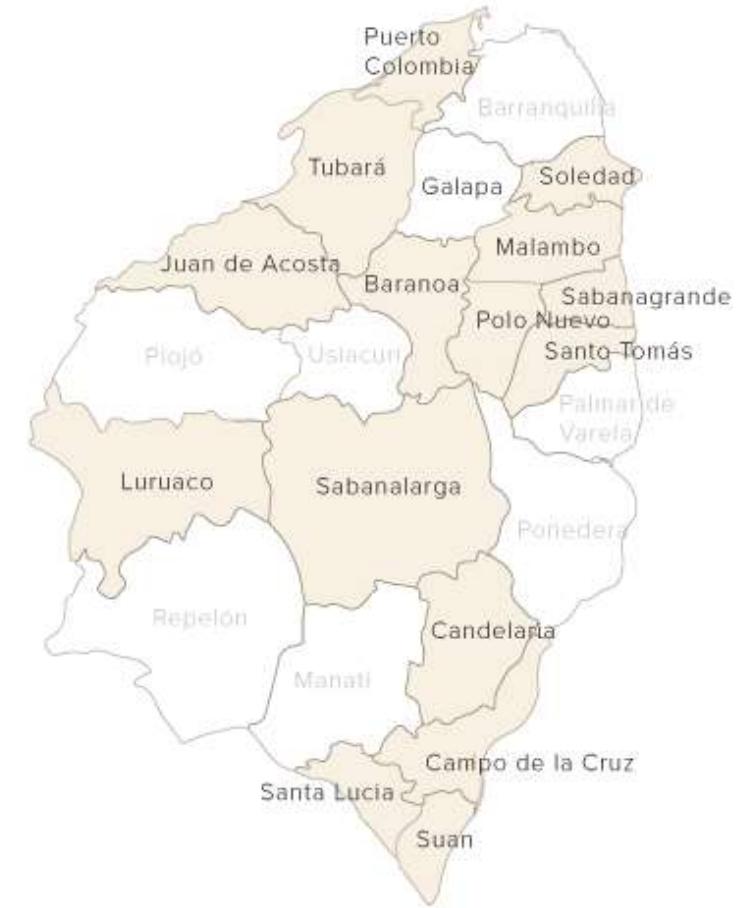 Puerto
Colombia
Barranquilla
Tubará
Galapa
Soledad
Juan de Acosta
Malambo
Baranoa
Sabanagrande
Polo Nuevo
Piojó
Usiacurí
Santo Tomás
Palmar de
Varela
Luruaco
Sabanalarga
Ponedera
Repelón
Candelaria
Manatí
Campo de la Cruz
Santa Lucia
Suan